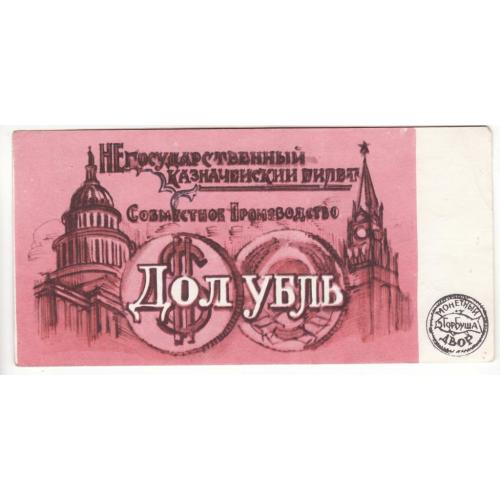 НЕгосударственный
Казначейский билет
Совместное Производство
Дол убль
МОНЕТНЫЙ
"Горбуша"
ДВОР